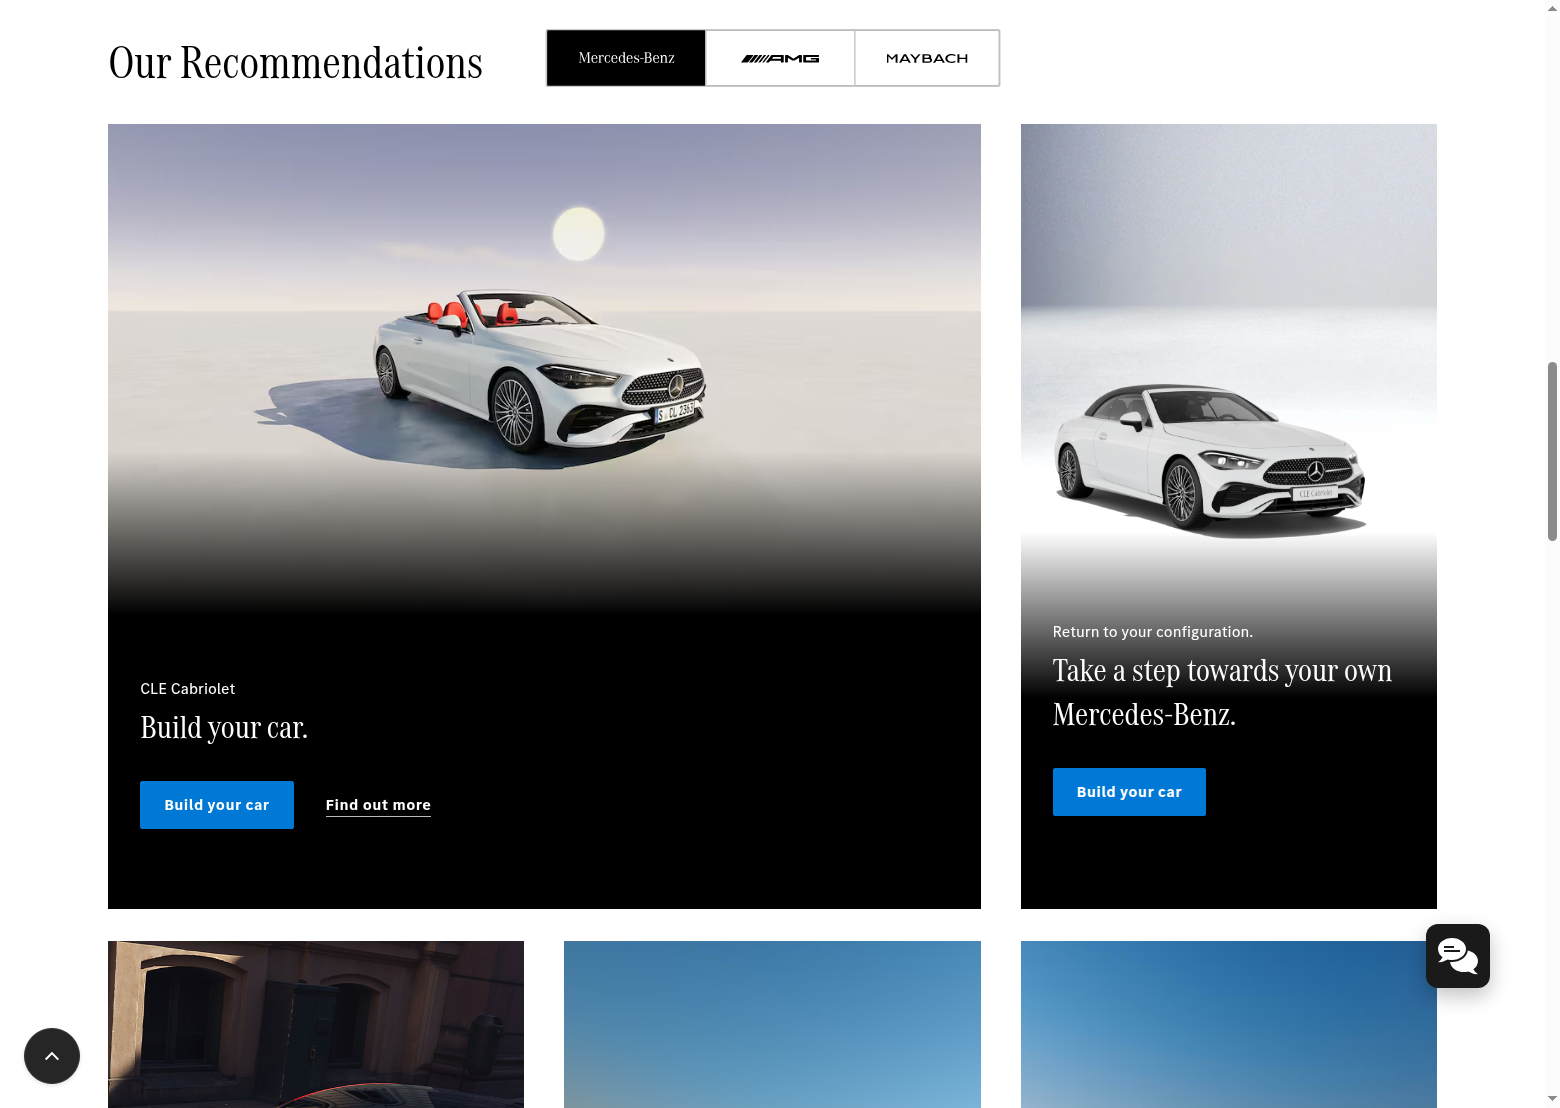 Our Recommendations
Mercedes-Benz
AMG
MAYBACH
S CL 2363
CLE Cabriolet
CLE Cabriolet
Build your car.
Build your car
Find out more
Return to your configuration.
Take a step towards your own
Mercedes-Benz.
Build your car